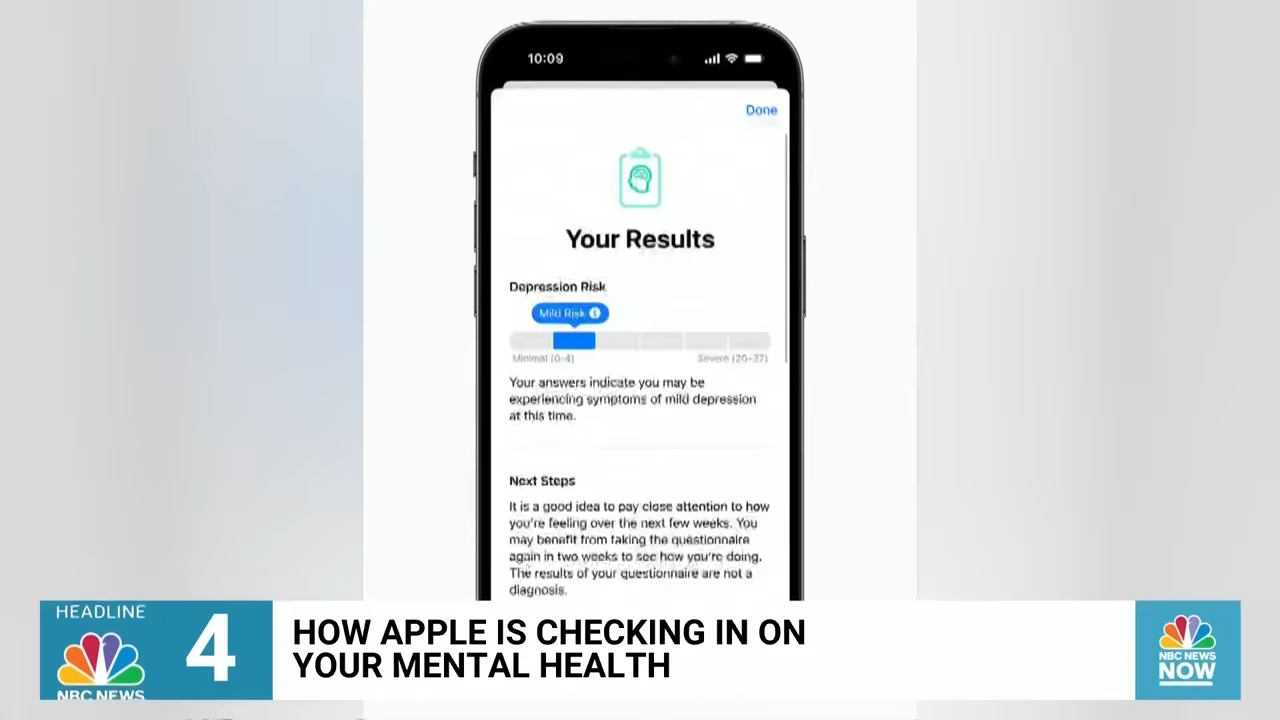 10:09
Done
Your Results
Depression Risk
Mild Risk
Minimal (0-4)
Severe (20-27)
Your answers indicate you may be
experiencing symptoms of mild depression
at this time.
Next Steps
It is a good idea to pay close attention to how
you're feeling over the next few weeks. You
may benefit from taking the questionnaire
again in two weeks to see how you're doing.
The results of your questionnaire are not a
diagnosis.
HEADLINE
4
NBC NEWS
HOW APPLE IS CHECKING IN ON
YOUR MENTAL HEALTH
NBC NEWS
NOW